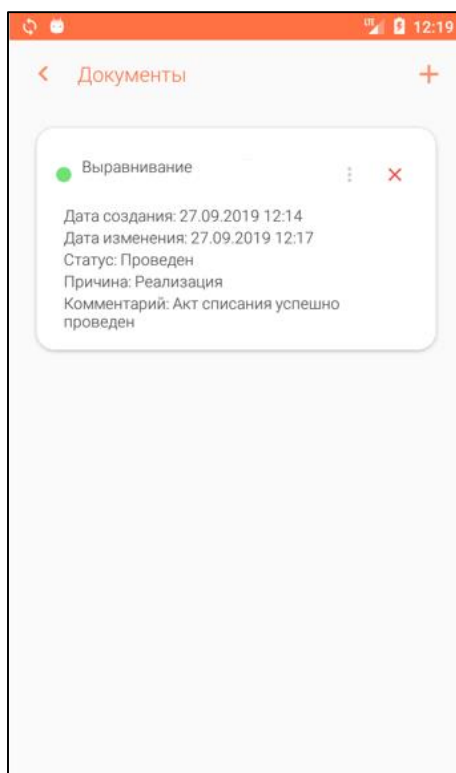 LTE 12:19
Документы
Выравнивание
Дата создания: 27.09.2019 12:14
Дата изменения: 27.09.2019 12:17
Статус: Проведен
Причина: Реализация
Комментарий: Акт списания успешно
проведен